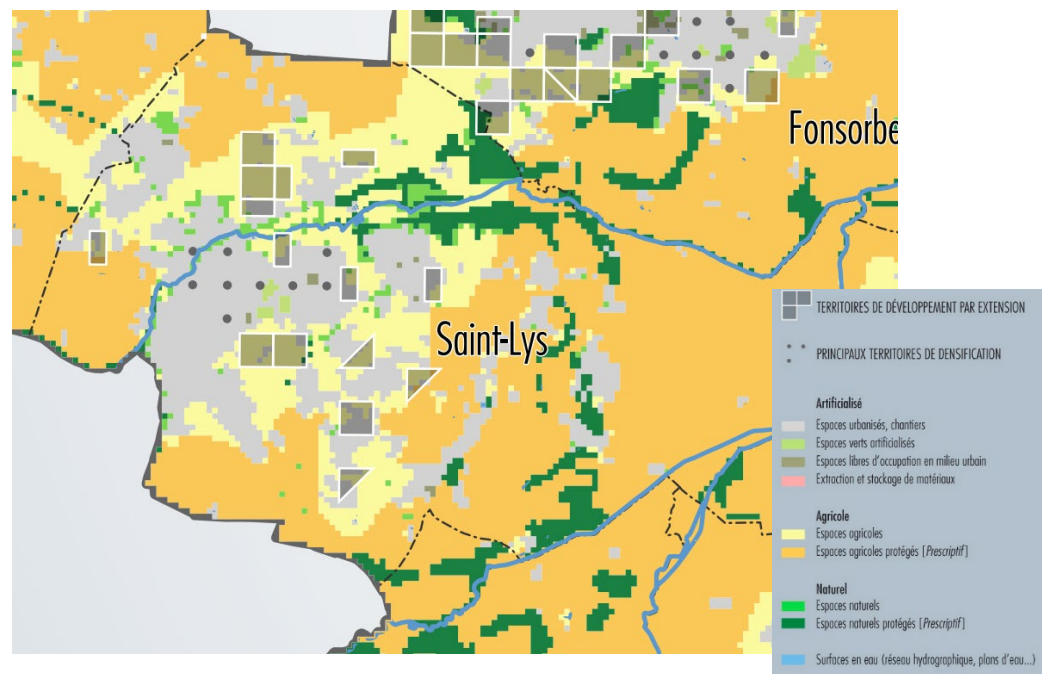 Fonsorbe
Saint-Lys
TERRITOIRES DE DÉVELOPPEMENT PAR EXTENSION
PRINCIPAUX TERRITOIRES DE DENSIFICATION
Artificialisé
Espaces urbanisés, chantiers
Espaces verts artificialisés
Espaces libres d'occupation en milieu urbain
Extraction et stockage de matériaux
Agricole
Espaces agricoles
Espaces agricoles protégés [Prescriptif]
Naturel
Espaces naturels
Espaces naturels protégés [Prescriptif]
Surfaces en eau (réseau hydrographique, plans d'eau...)